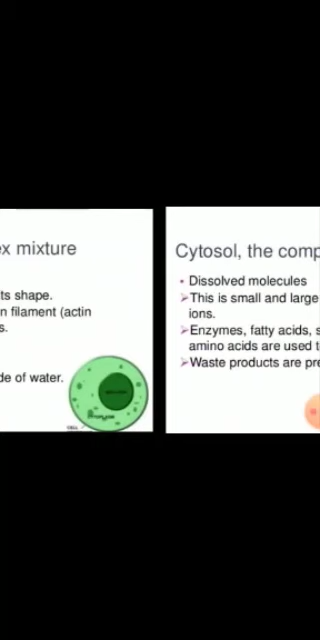 ex mixture
ts shape.
n filament (actin
s.
de of water.
Cytosol, the comp
• Dissolved molecules
➢This is small and large
ions.
➢Enzymes, fatty acids, s
amino acids are used t
➢Waste products are pre